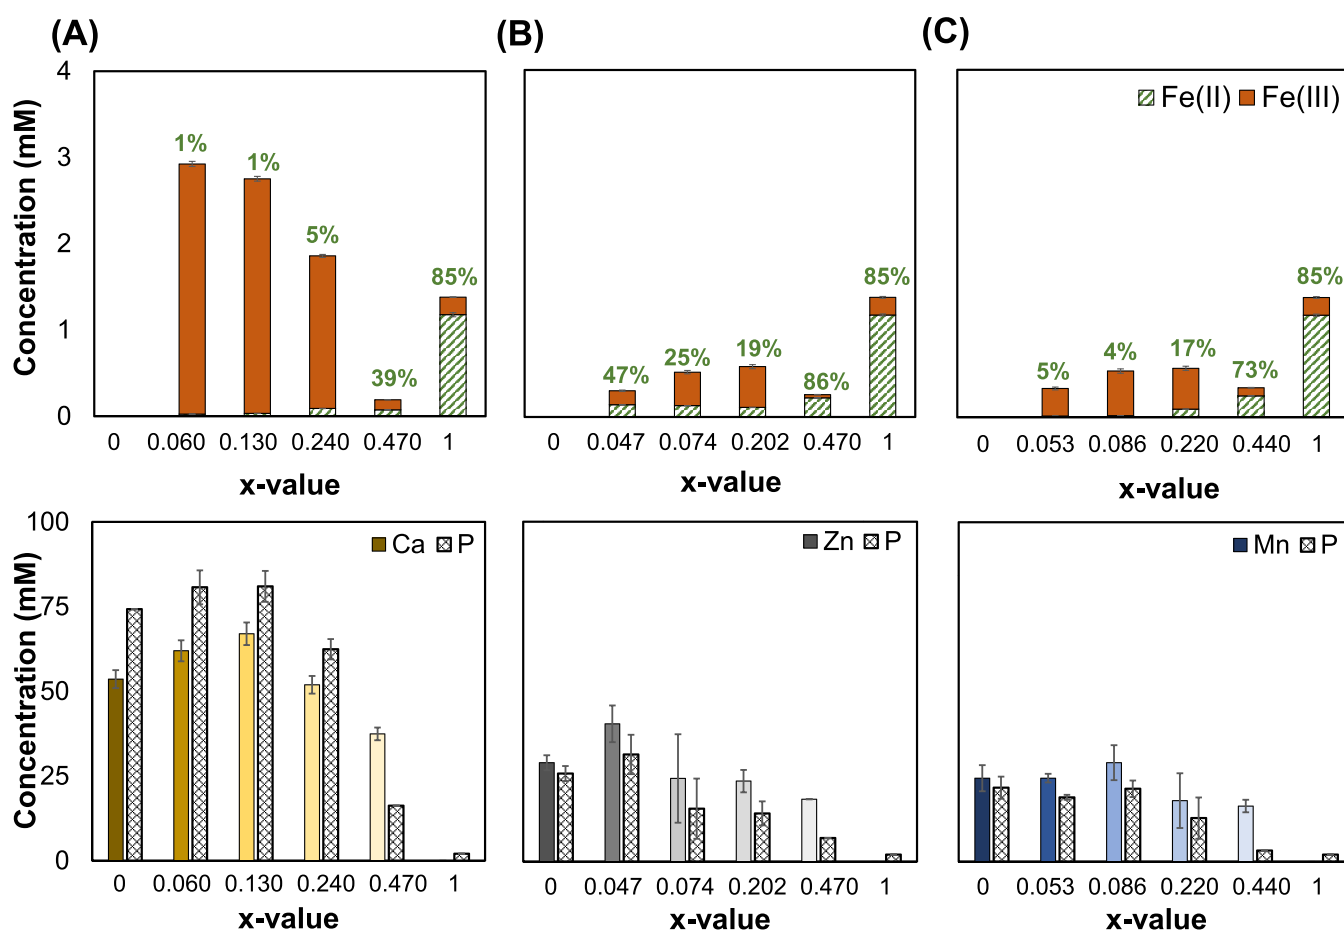 (A)
(B)
(C)
Concentration (mM)
4
3
2
1
0
1%
1%
5%
39%
85%
0 0.060 0.130 0.240 0.470 1
x-value
47%
25%
19%
86%
85%
0 0.047 0.074 0.202 0.470 1
x-value
Fe(II) Fe(III)
5%
4%
17%
73%
85%
0 0.053 0.086 0.220 0.440 1
x-value
Concentration (mM)
100
75
50
25
0
Ca P
0 0.060 0.130 0.240 0.470 1
x-value
Zn P
0 0.047 0.074 0.202 0.470 1
x-value
Mn P
0 0.053 0.086 0.220 0.440 1
x-value